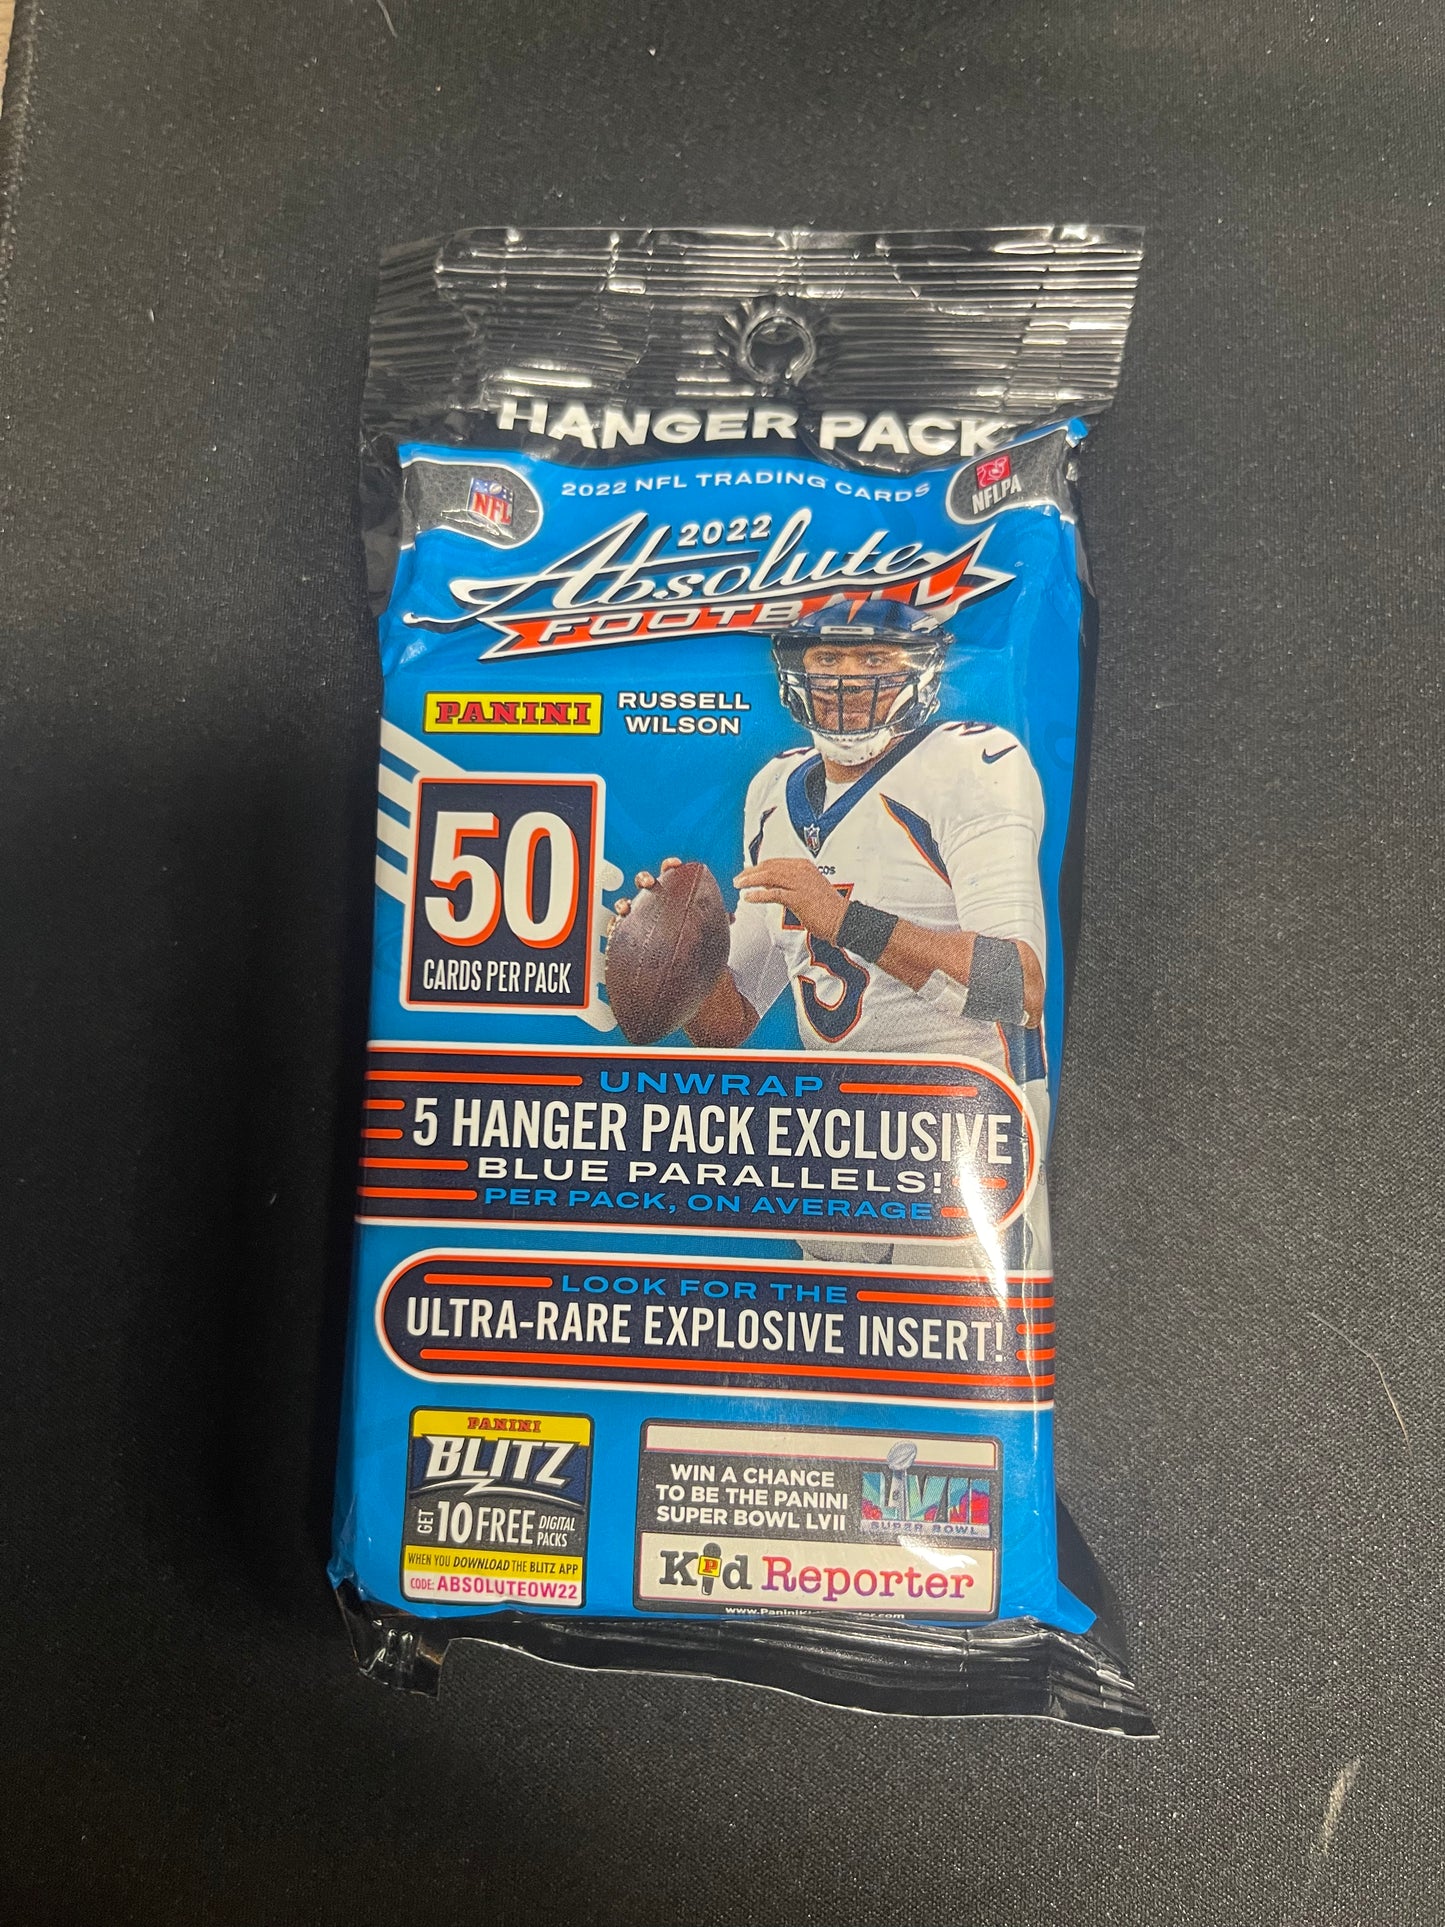 HANGER PACK
2022 NFL TRADING CARDS
NFL
NFLPA
2022
Absolute
FOOTBALL
PANINI
RUSSELL
WILSON
50
CARDS PER PACK
3
UNWRAP
5 HANGER PACK EXCLUSIVE
BLUE PARALLELS!
PER PACK, ON AVERAGE
LOOK FOR THE
ULTRA-RARE EXPLOSIVE INSERT!
PANINI
BLITZ
GET 10 FREE DIGITAL PACKS
WHEN YOU DOWNLOAD THE BLITZ APP
CODE: ABSOLUTEOW22
WIN A CHANCE
TO BE THE PANINI
SUPER BOWL LVII
LVII
SUPER BOWL
Kid Reporter